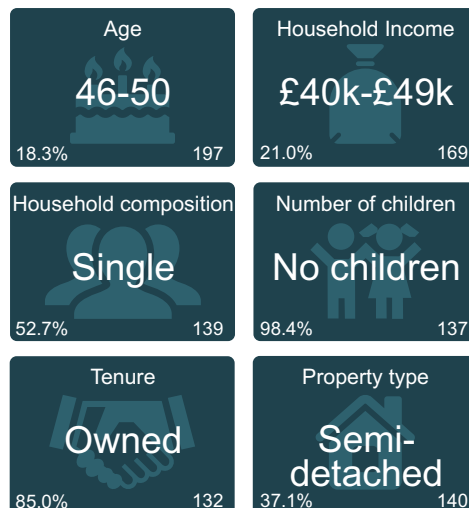 Age
46-50
18.3% 197
Household Income
£40k-£49k
21.0% 169
Household composition
Single
52.7% 139
Number of children
No children
98.4% 137
Tenure
Owned
85.0% 132
Property type
Semi-
detached
37.1% 140